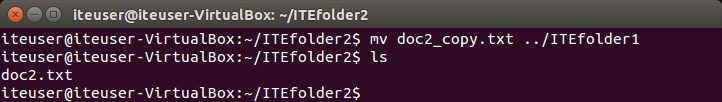 iteuser@iteuser-VirtualBox: ~/ITEfolder2
iteuser@iteuser-VirtualBox:~/ITEfolder2$ mv doc2_copy.txt ../ITEfolder1
iteuser@iteuser-VirtualBox:~/ITEfolder2$ ls
doc2.txt
iteuser@iteuser-VirtualBox:~/ITEfolder2$